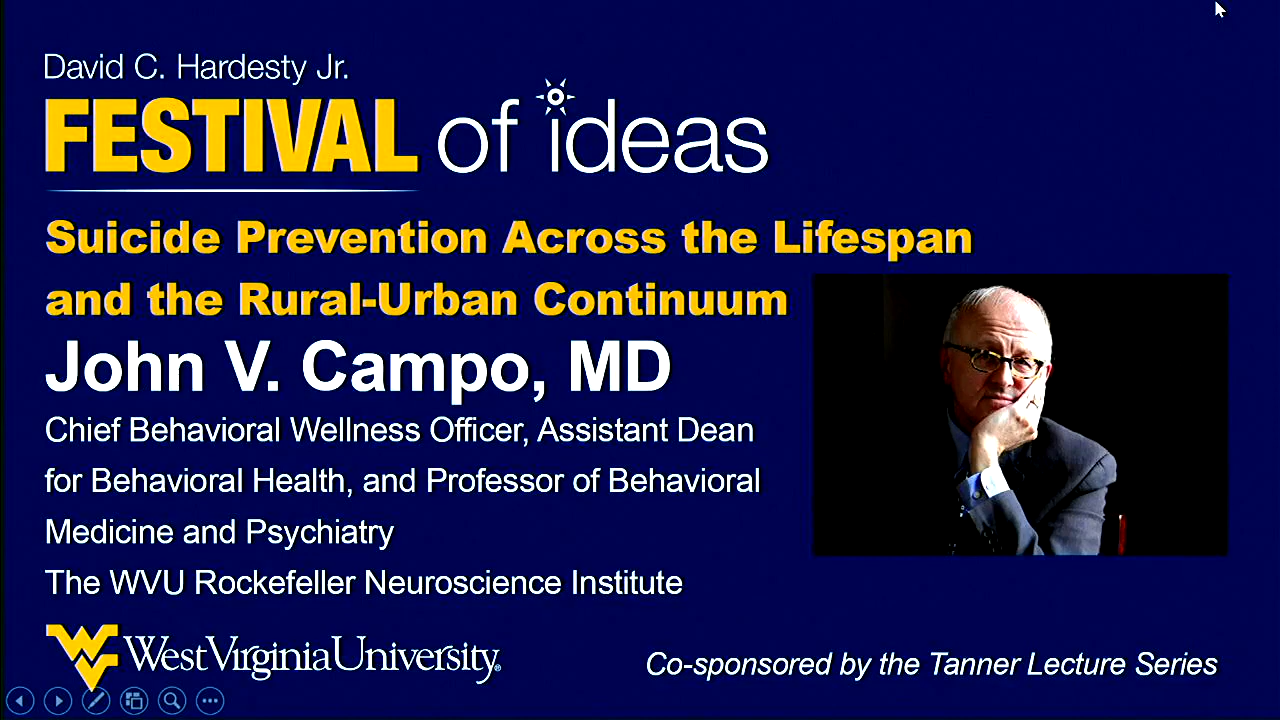 David C. Hardesty Jr.
FESTIVAL of ideas
Suicide Prevention Across the Lifespan
and the Rural-Urban Continuum
John V. Campo, MD
Chief Behavioral Wellness Officer, Assistant Dean
for Behavioral Health, and Professor of Behavioral
Medicine and Psychiatry
The WVU Rockefeller Neuroscience Institute
WV WestVirginiaUniversity®
Co-sponsored by the Tanner Lecture Series